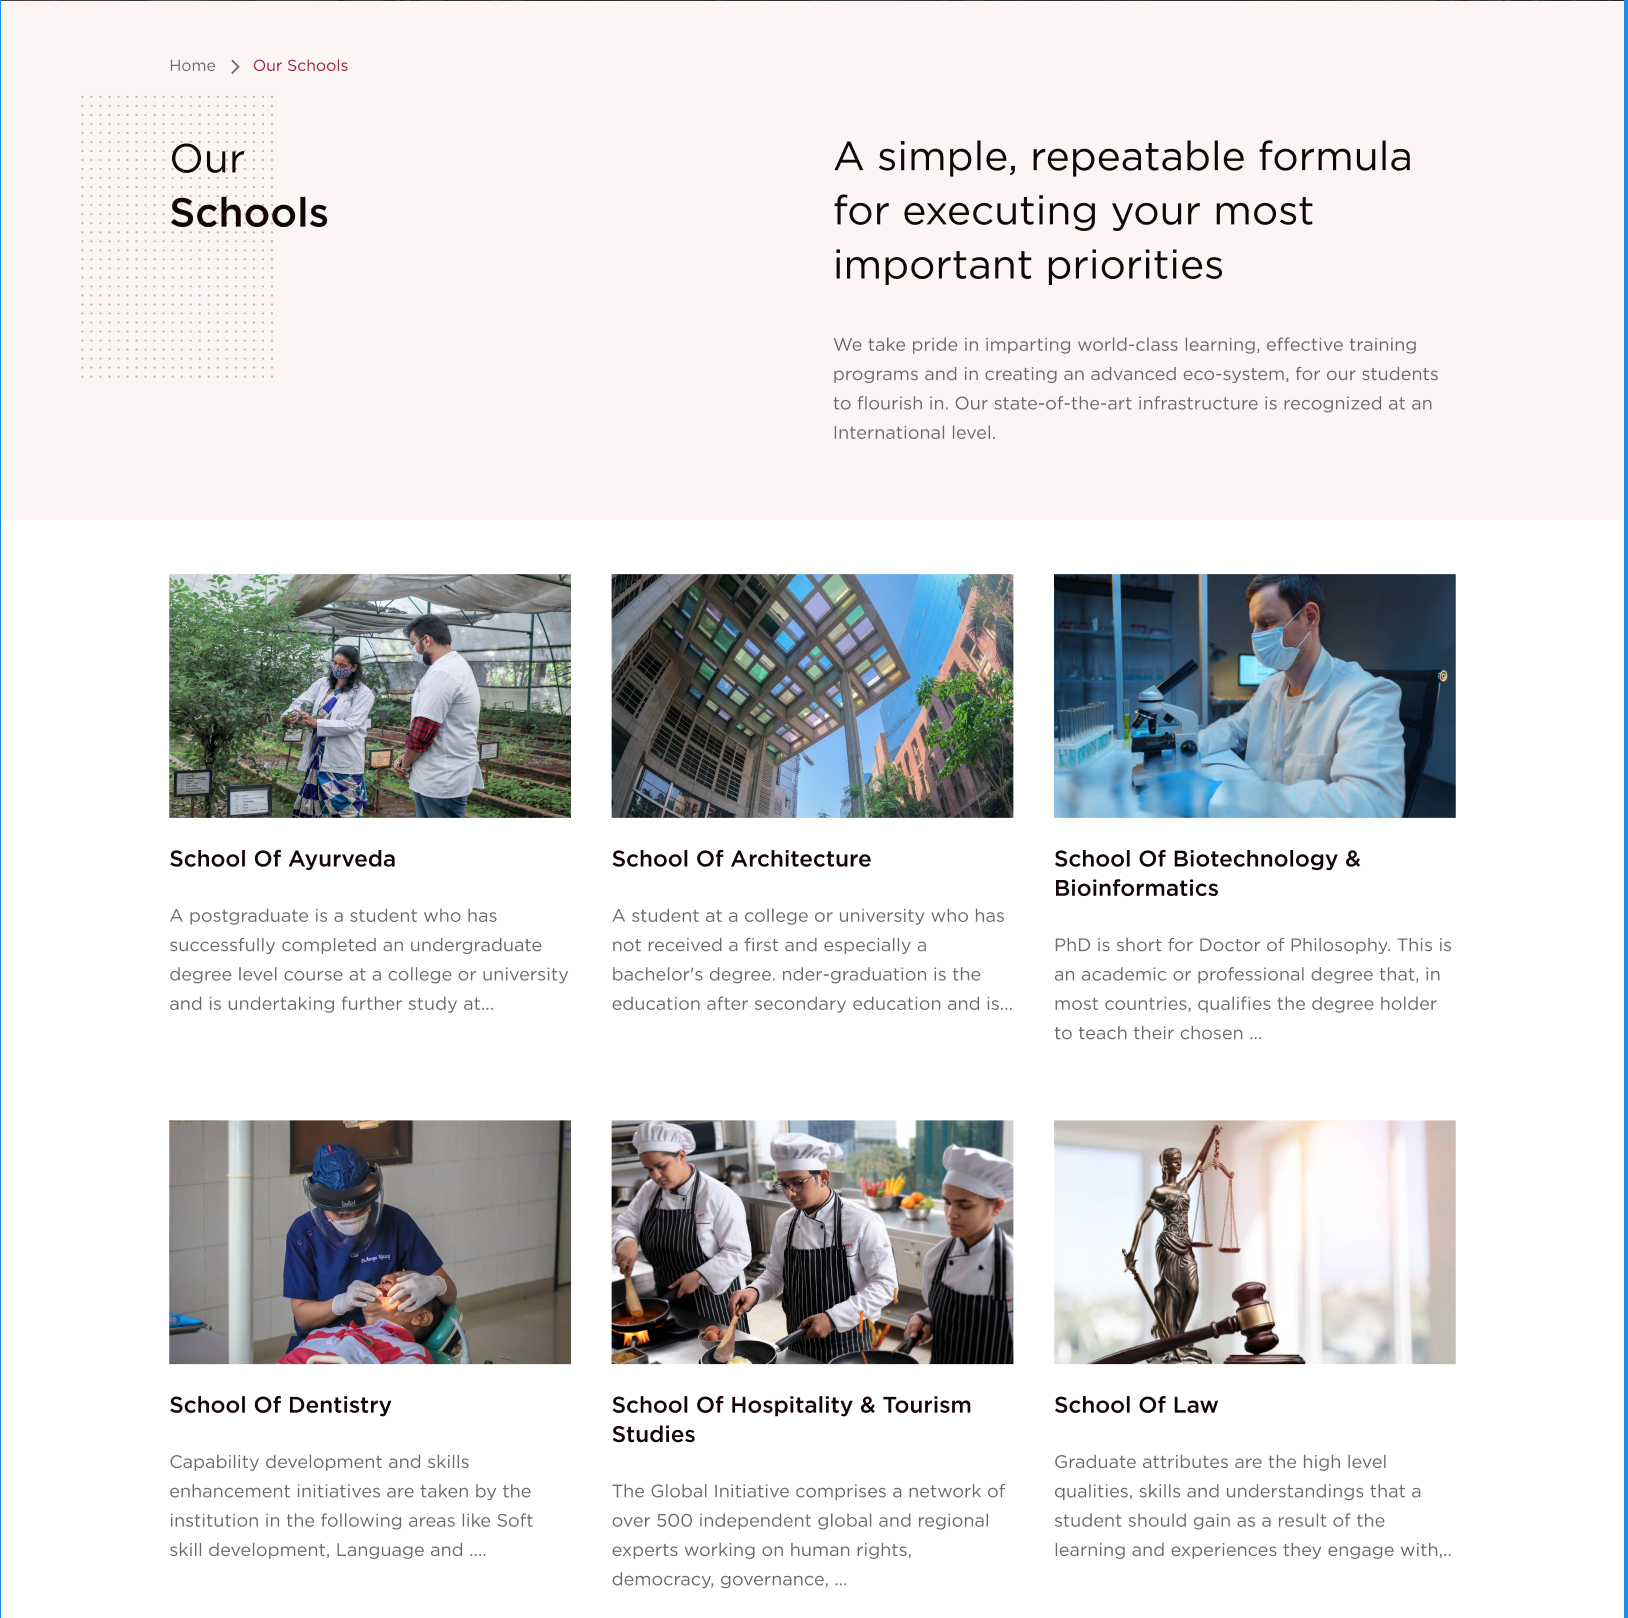 Home > Our Schools
Our
Schools
A simple, repeatable formula
for executing your most
important priorities
We take pride in imparting world-class learning, effective training
programs and in creating an advanced eco-system, for our students
to flourish in. Our state-of-the-art infrastructure is recognized at an
International level.
School Of Ayurveda
A postgraduate is a student who has
successfully completed an undergraduate
degree level course at a college or university
and is undertaking further study at...
School Of Architecture
A student at a college or university who has
not received a first and especially a
bachelor's degree. nder-graduation is the
education after secondary education and is...
School Of Biotechnology &
Bioinformatics
PhD is short for Doctor of Philosophy. This is
an academic or professional degree that, in
most countries, qualifies the degree holder
to teach their chosen ...
School Of Dentistry
Capability development and skills
enhancement initiatives are taken by the
institution in the following areas like Soft
skill development, Language and ....
School Of Hospitality & Tourism
Studies
The Global Initiative comprises a network of
over 500 independent global and regional
experts working on human rights,
democracy, governance, ...
School Of Law
Graduate attributes are the high level
qualities, skills and understandings that a
student should gain as a result of the
learning and experiences they engage with,..